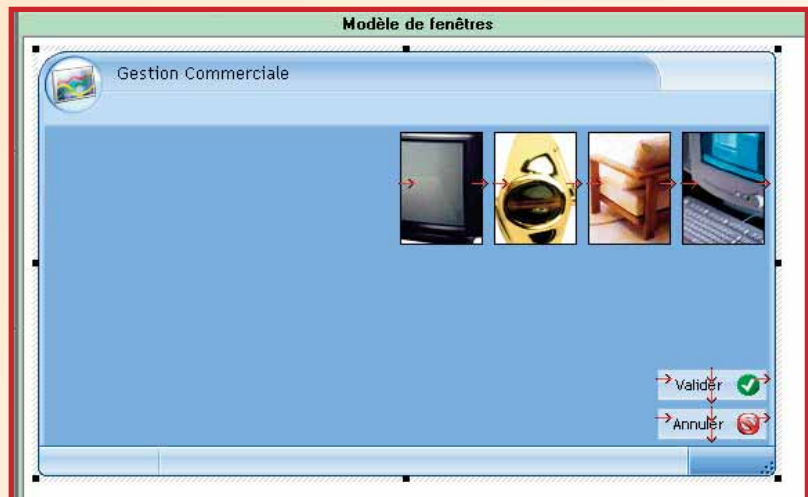 Modèle de fenêtres
Gestion Commerciale
Valider
Annuler